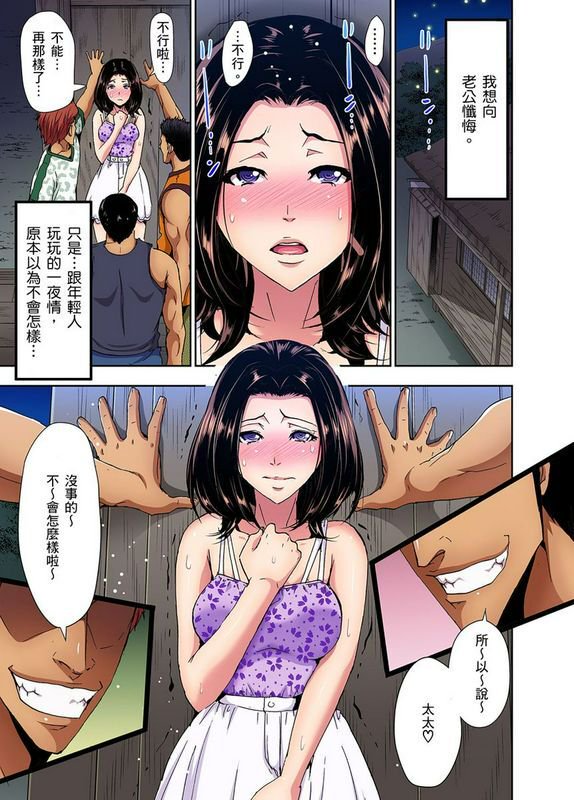 我想向
老公懺悔。
……
…不行。
不行啦…
不能…
再那樣了…
只是…跟年輕人
玩玩的一夜情，
原本以為不會怎樣…
所～以～說～
太太♡
沒事的～
不～會怎麼樣啦～